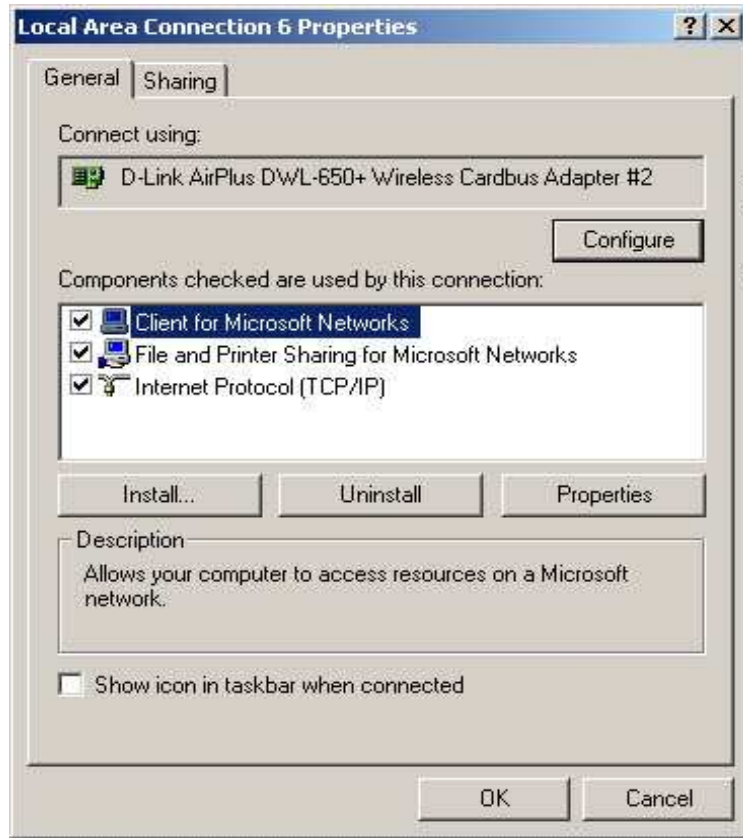 Local Area Connection 6 Properties
General
Sharing
Connect using:
D-Link AirPlus DWL-650+ Wireless Cardbus Adapter #2
Configure
Components checked are used by this connection:
Client for Microsoft Networks
File and Printer Sharing for Microsoft Networks
Internet Protocol (TCP/IP)
Install...
Uninstall
Properties
Description
Allows your computer to access resources on a Microsoft
network.
Show icon in taskbar when connected
OK
Cancel